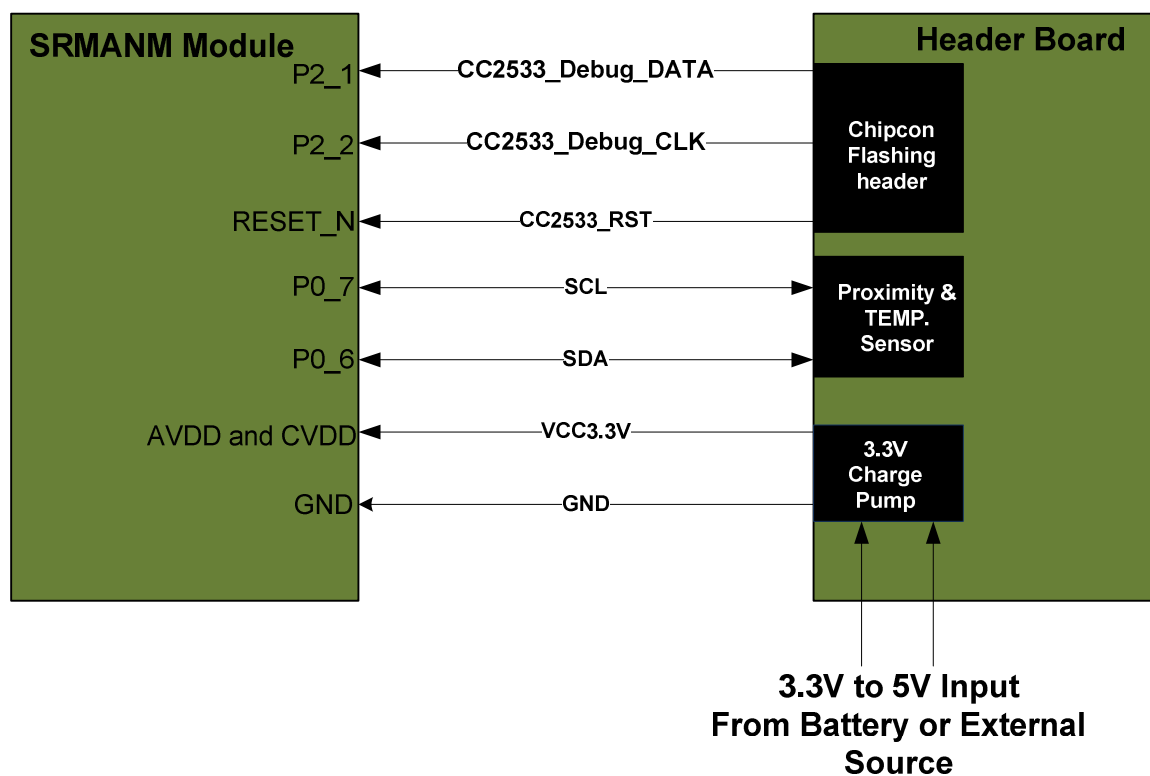 SRMANM Module
Header Board
P2_1
CC2533_Debug_DATA
P2_2
CC2533_Debug_CLK
Chipcon
Flashing
header
RESET_N
CC2533_RST
P0_7
SCL
Proximity &
TEMP.
Sensor
P0_6
SDA
AVDD and CVDD
VCC3.3V
3.3V
Charge
Pump
GND
GND
3.3V to 5V Input
From Battery or External
Source